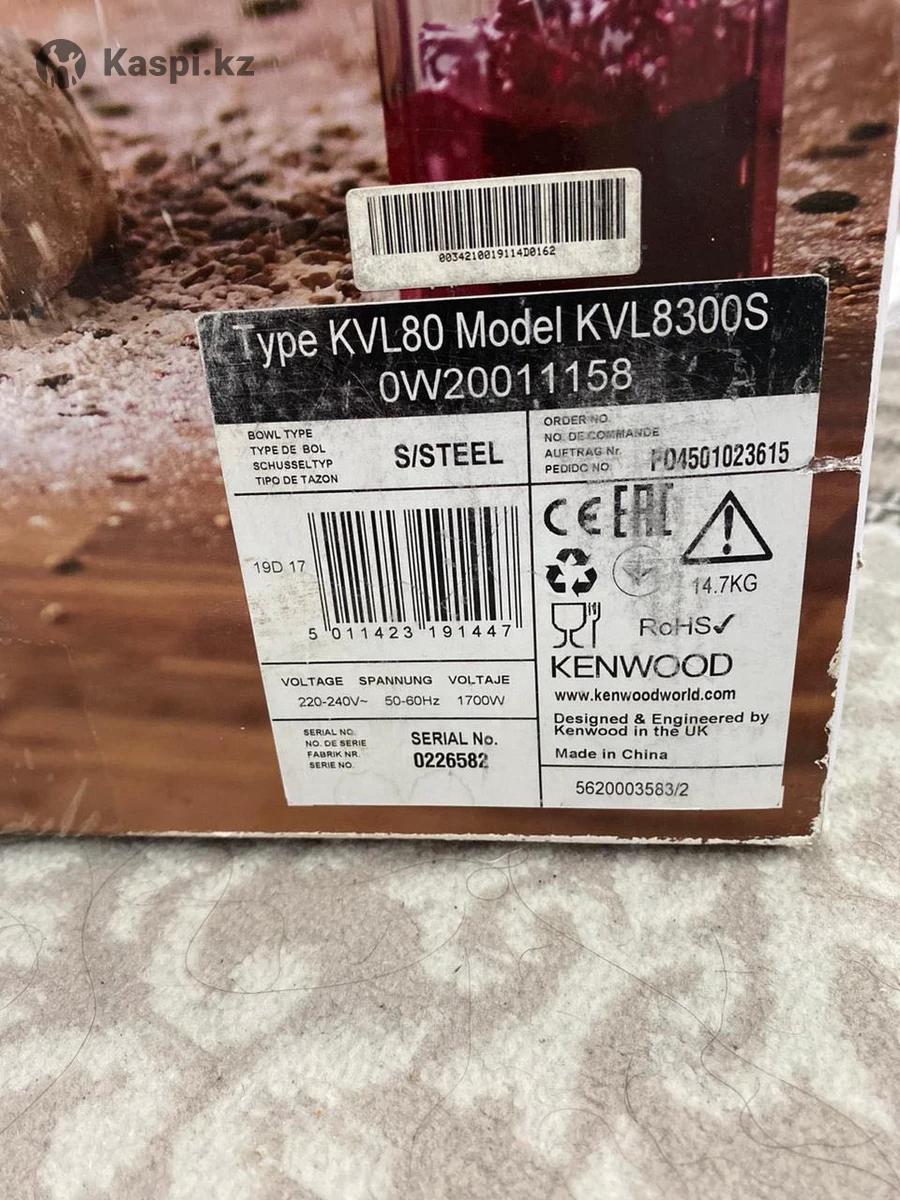 Kaspi.kz
0034210019114D0162
Type KVL80 Model KVL8300S
0W20011158
BOWL TYPE
TYPE DE BOL
SCHUSSELTYP
TIPO DE TAZON
S/STEEL
ORDER NO.
NO. DE COMMANDE
AUFTRAG Nr.
PEDIDO NO.
PO4501023615
19D 17
5 011423 191447
CE EAC
14.7KG
RoHS✓
KENWOOD
www.kenwoodworld.com
Designed & Engineered by
Kenwood in the UK
Made in China
VOLTAGE SPANNUNG VOLTAJE
220-240V~ 50-60Hz 1700W
SERIAL NO.
NO. DE SERIE
FABRIK NR.
SERIE NO.
SERIAL No.
0226582
5620003583/2